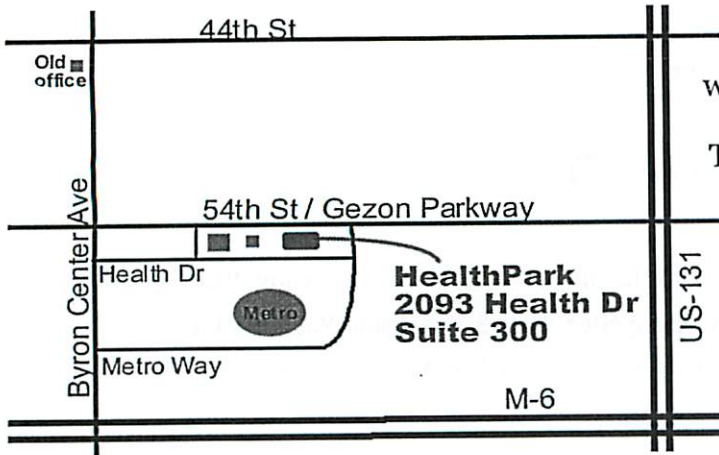 44th St
Old
office
w
T
Byron Center Ave
54th St / Gezon Parkway
Health Dr
HealthPark
2093 Health Dr
Suite 300
Metro
US-131
Metro Way
M-6